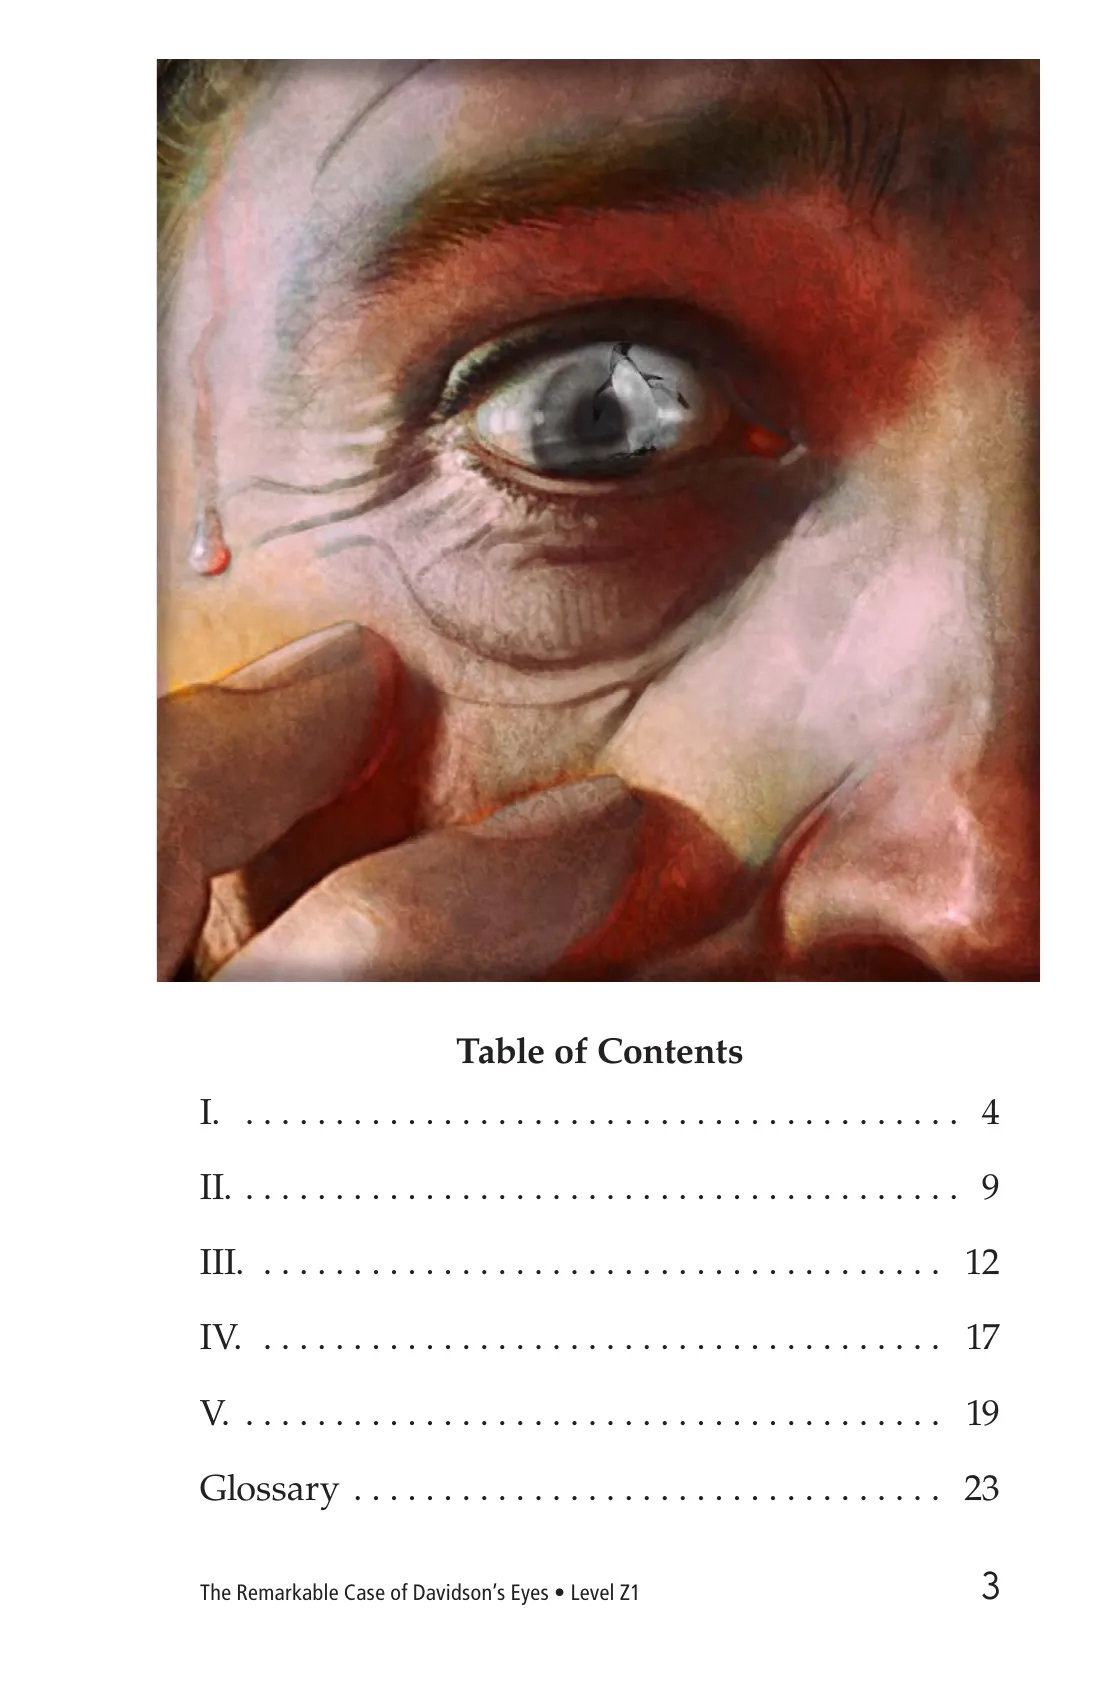 Table of Contents
I. . . . . . . . . . . . . . . . . . . . . . . . . . . . . . . . . . . . . . . . . 4
II. . . . . . . . . . . . . . . . . . . . . . . . . . . . . . . . . . . . . . . . . 9
III. . . . . . . . . . . . . . . . . . . . . . . . . . . . . . . . . . . . . . . 12
IV. . . . . . . . . . . . . . . . . . . . . . . . . . . . . . . . . . . . . . . 17
V. . . . . . . . . . . . . . . . . . . . . . . . . . . . . . . . . . . . . . . . 19
Glossary . . . . . . . . . . . . . . . . . . . . . . . . . . . . . . . . . 23
The Remarkable Case of Davidson’s Eyes • Level Z1 3